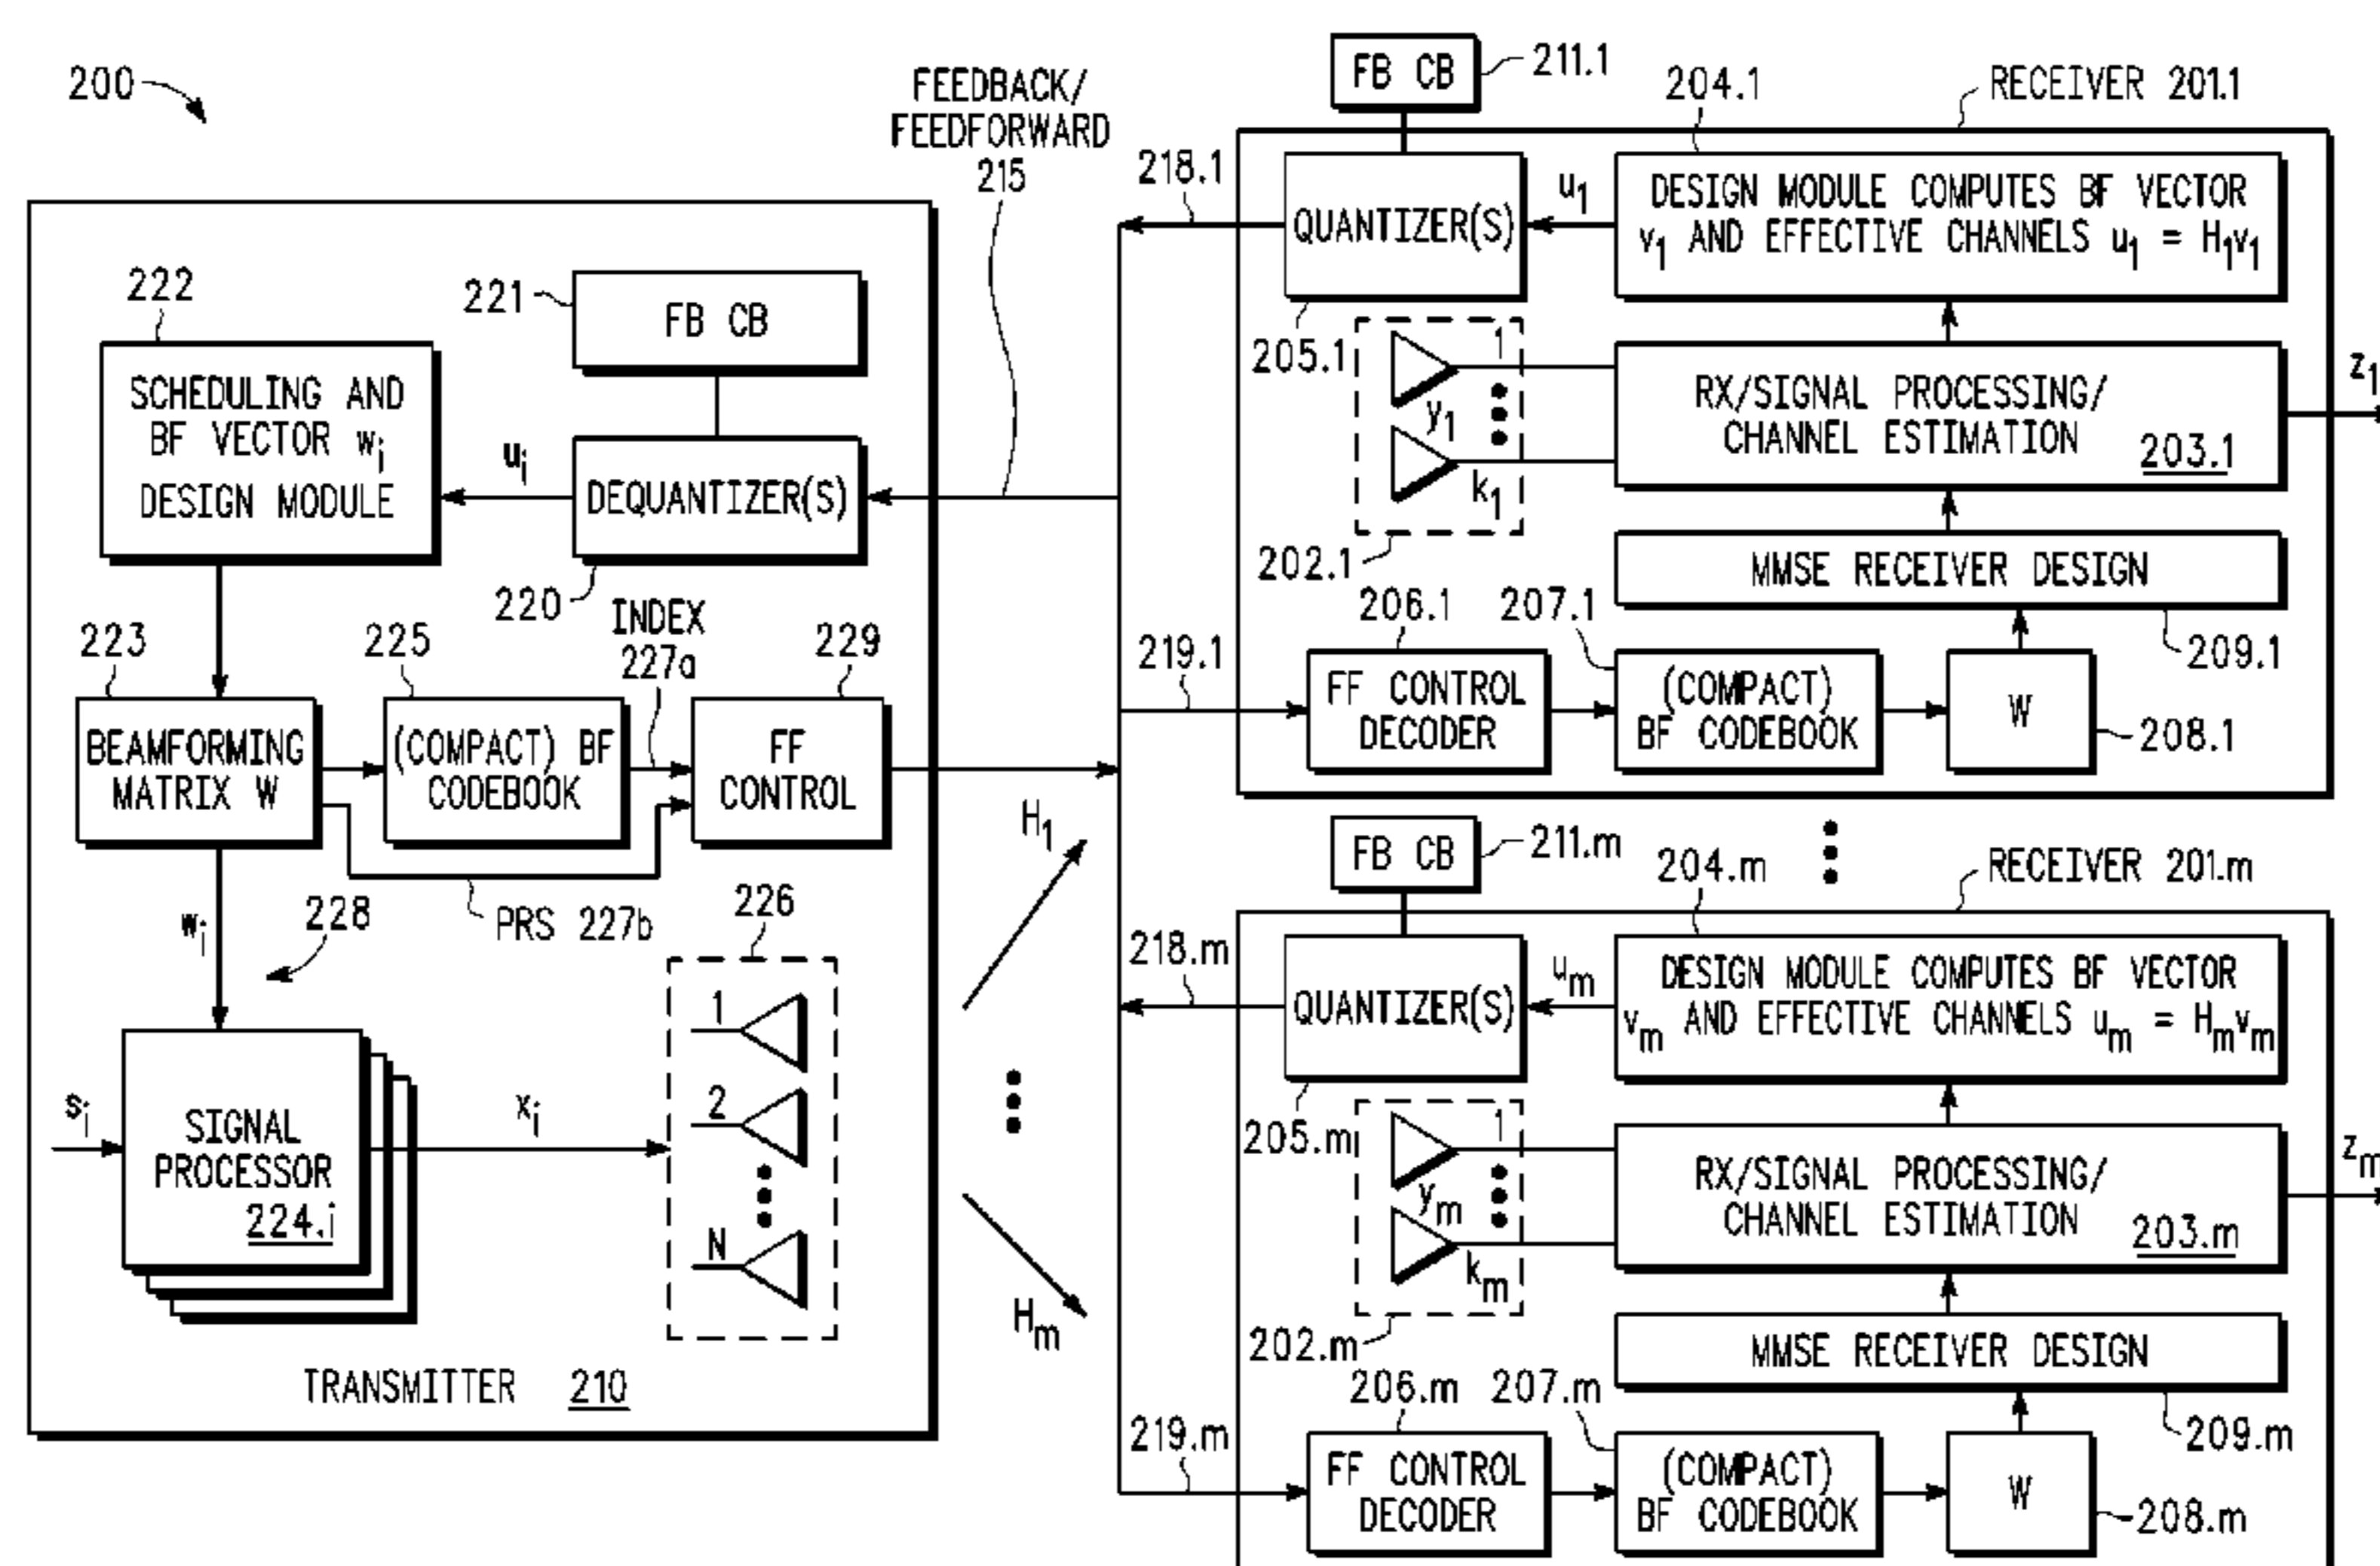 200
FEEDBACK/
FEEDFORWARD
215
TRANSMITTER 210
222
SCHEDULING AND
BF VECTOR wi
DESIGN MODULE
221
FB CB
ui
DEQUANTIZER(S)
220
223
BEAMFORMING
MATRIX W
225
(COMPACT) BF
CODEBOOK
INDEX
227a
229
FF
CONTROL
PRS 227b
wi
228
si
SIGNAL
PROCESSOR
224.i
xi
226
1
2
N
H1
Hm
FB CB
211.1
RECEIVER 201.1
218.1
QUANTIZER(S)
205.1
u1
204.1
DESIGN MODULE COMPUTES BF VECTOR
v1 AND EFFECTIVE CHANNELS u1 = H1v1
1
y1
k1
202.1
RX/SIGNAL PROCESSING/
CHANNEL ESTIMATION
203.1
z1
MMSE RECEIVER DESIGN
209.1
219.1
206.1
FF CONTROL
DECODER
207.1
(COMPACT)
BF CODEBOOK
W
208.1
FB CB
211.m
RECEIVER 201.m
218.m
QUANTIZER(S)
205.m
um
204.m
DESIGN MODULE COMPUTES BF VECTOR
vm AND EFFECTIVE CHANNELS um = Hmvm
1
ym
km
202.m
RX/SIGNAL PROCESSING/
CHANNEL ESTIMATION
203.m
zm
MMSE RECEIVER DESIGN
209.m
219.m
206.m
FF CONTROL
DECODER
207.m
(COMPACT)
BF CODEBOOK
W
208.m